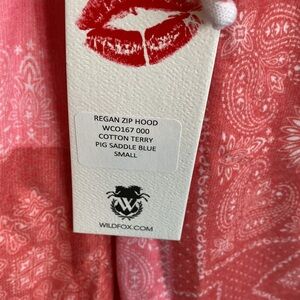 REGAN ZIP HOOD
WCO167 000
COTTON TERRY
PIG SADDLE BLUE
SMALL
W
WILDFOX.COM